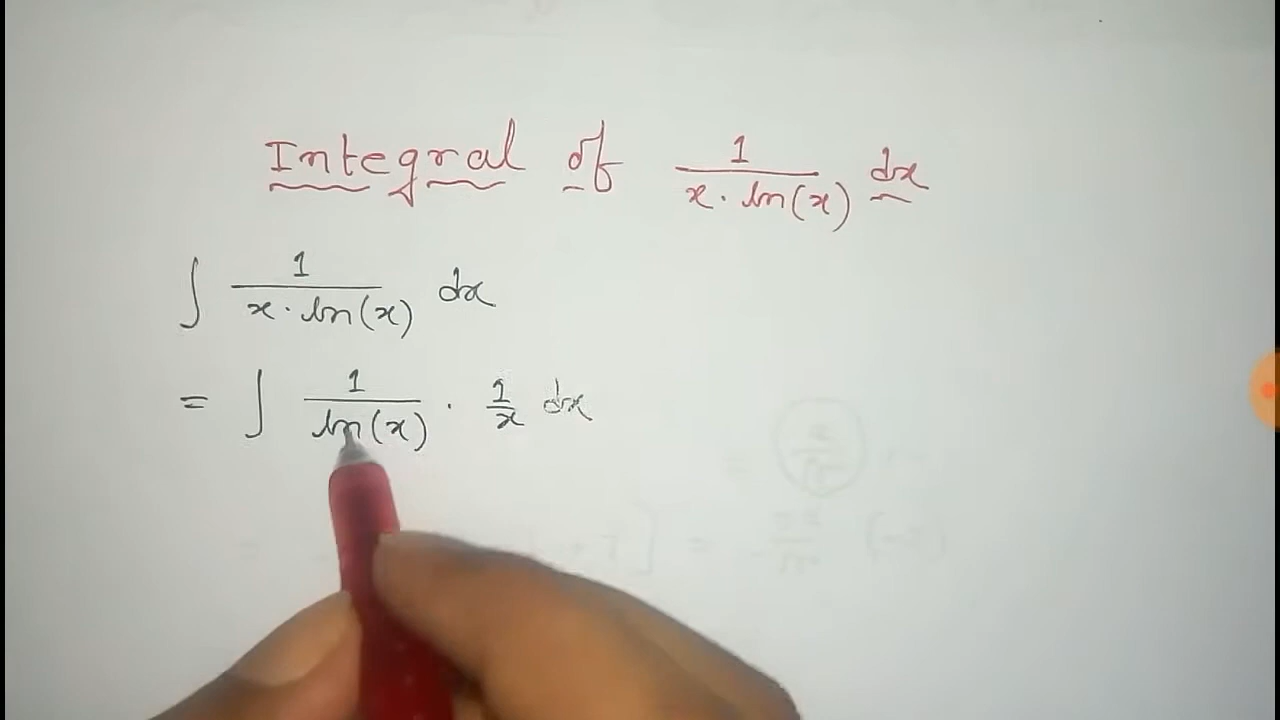 Integral of 1/(x · ln(x)) dx
∫ 1/(x · ln(x)) dx
= ∫ 1/ln(x) · 1/x dx